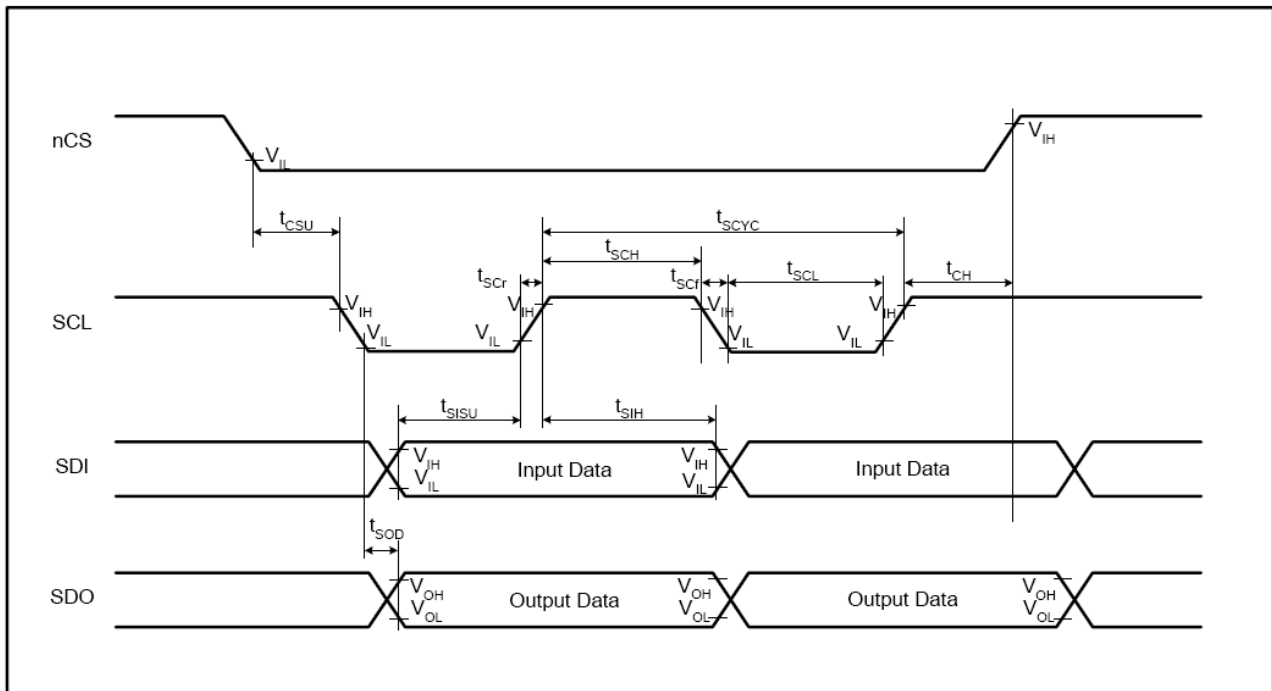 nCS
V_IL
V_IH
t_CSU
t_SCYC
t_SCH
t_SCr
t_SCf
t_SCL
t_CH
SCL
V_IH
V_IL
V_IL
V_IH
V_IH
V_IL
V_IL
V_IH
t_SISU
t_SIH
SDI
V_IH
V_IL
Input Data
V_IH
V_IL
Input Data
t_SOD
SDO
V_OH
V_OL
Output Data
V_OH
V_OL
Output Data
V_OH
V_OL